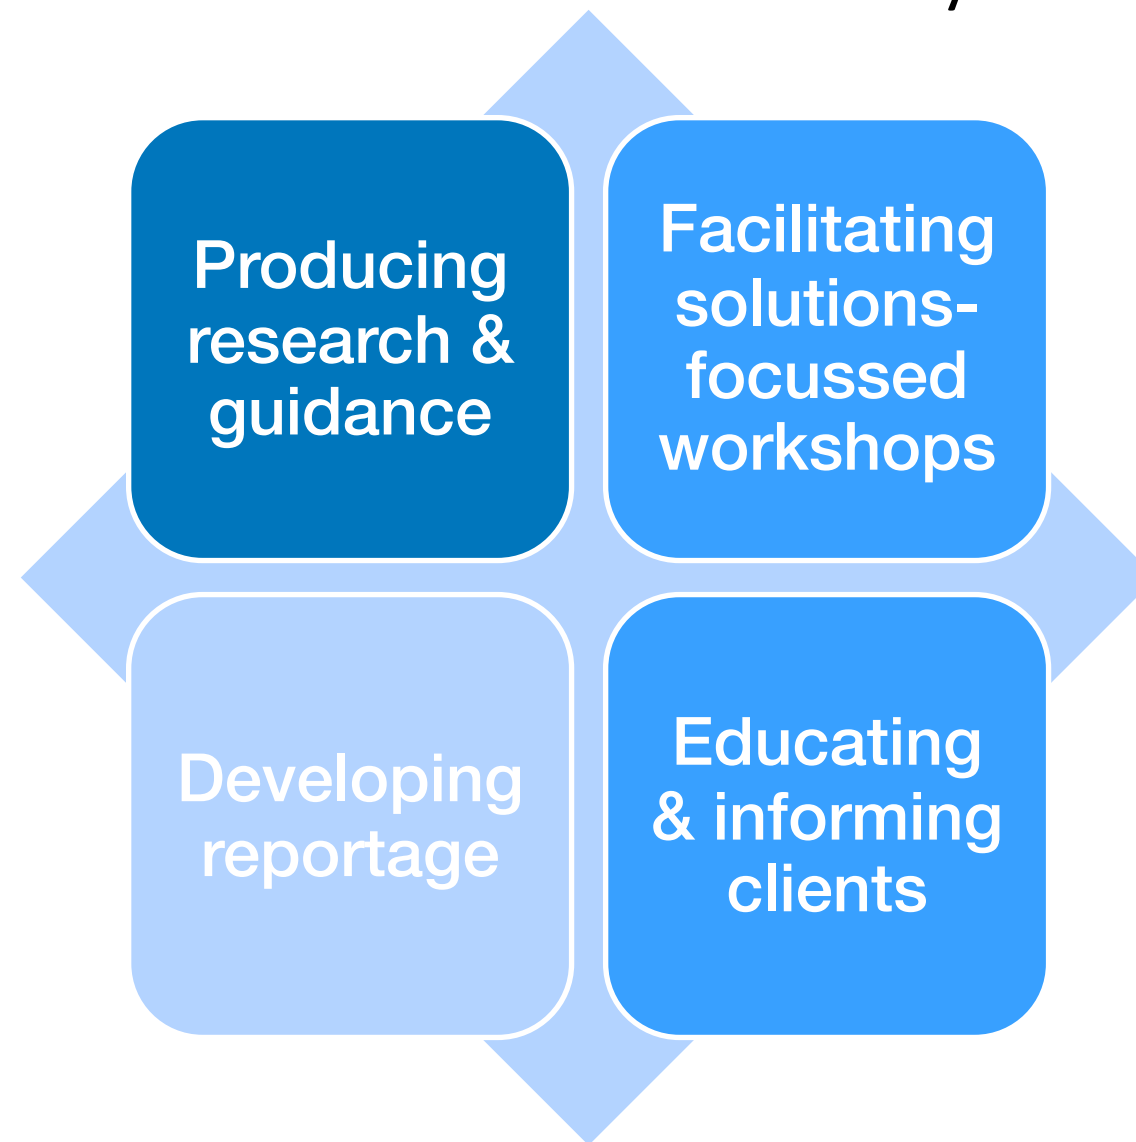 Producing
research &
guidance
Facilitating
solutions-
focussed
workshops
Developing
reportage
Educating
& informing
clients